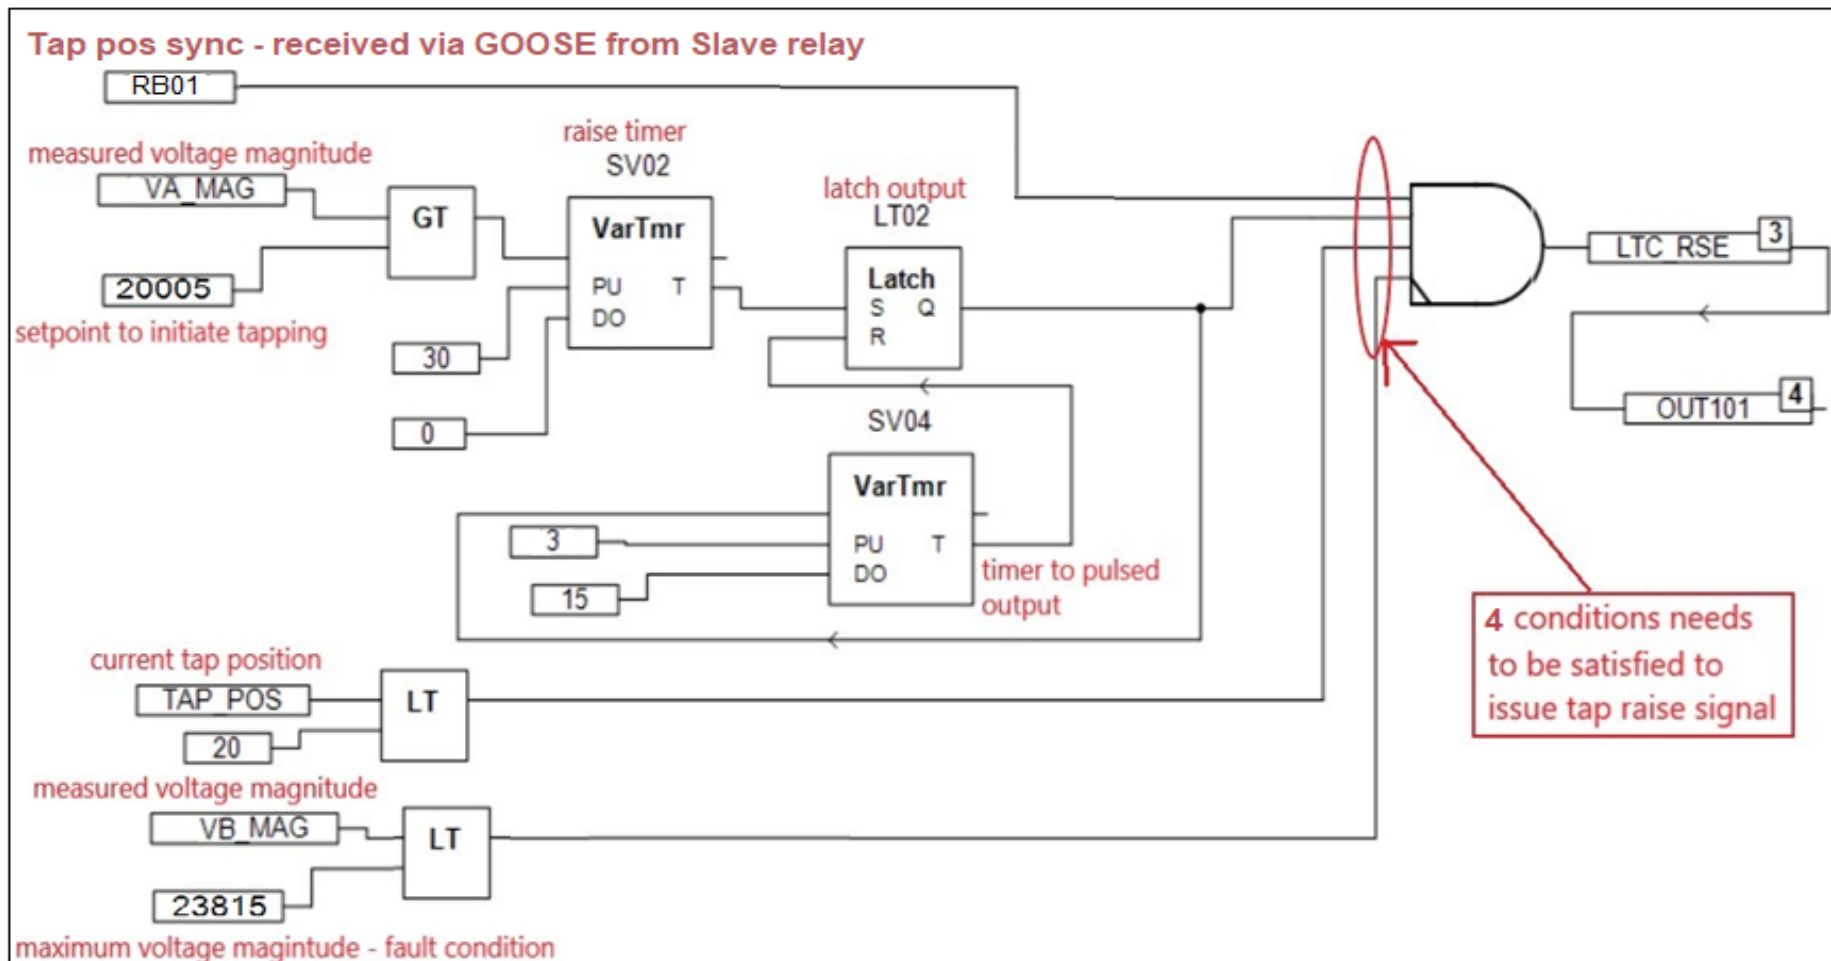 Tap pos sync - received via GOOSE from Slave relay
RB01
raise timer
SV02
measured voltage magnitude
VA_MAG
GT
VarTmr
PU T
DO
20005
setpoint to initiate tapping
30
0
latch output
LT02
Latch
S Q
R
SV04
VarTmr
PU T
DO
3
15
timer to pulsed
output
LTC_RSE
3
OUT101
4
4 conditions needs
to be satisfied to
issue tap raise signal
current tap position
TAP_POS
LT
20
measured voltage magnitude
VB_MAG
LT
23815
maximum voltage magintude - fault condition